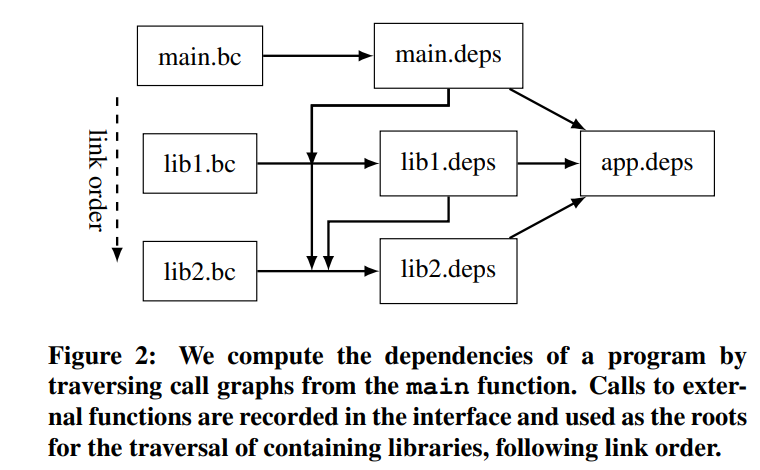 main.bc
main.deps
link order
lib1.bc
lib1.deps
app.deps
lib2.bc
lib2.deps
Figure 2: We compute the dependencies of a program by
traversing call graphs from the main function. Calls to exter-
nal functions are recorded in the interface and used as the roots
for the traversal of containing libraries, following link order.